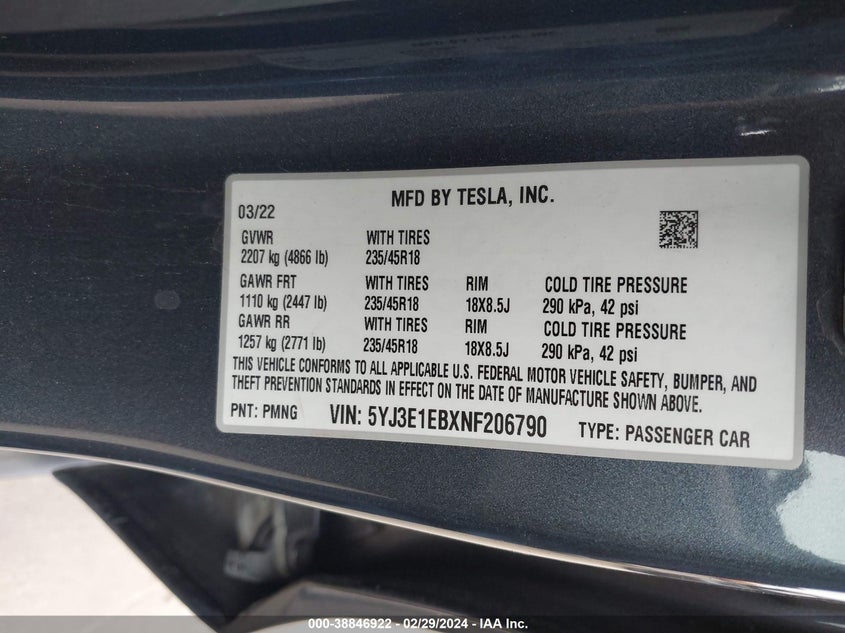 MFD BY TESLA, INC.
03/22
GVWR WITH TIRES
2207 kg (4866 lb) 235/45R18
GAWR FRT WITH TIRES RIM COLD TIRE PRESSURE
1110 kg (2447 lb) 235/45R18 18X8.5J 290 kPa, 42 psi
GAWR RR WITH TIRES RIM COLD TIRE PRESSURE
1257 kg (2771 lb) 235/45R18 18X8.5J 290 kPa, 42 psi
THIS VEHICLE CONFORMS TO ALL APPLICABLE U.S. FEDERAL MOTOR VEHICLE SAFETY, BUMPER, AND
THEFT PREVENTION STANDARDS IN EFFECT ON THE DATE OF MANUFACTURE SHOWN ABOVE.
PNT: PMNG VIN: 5YJ3E1EBXNF206790 TYPE: PASSENGER CAR
000-38846922 - 02/29/2024 - © IAA Inc.